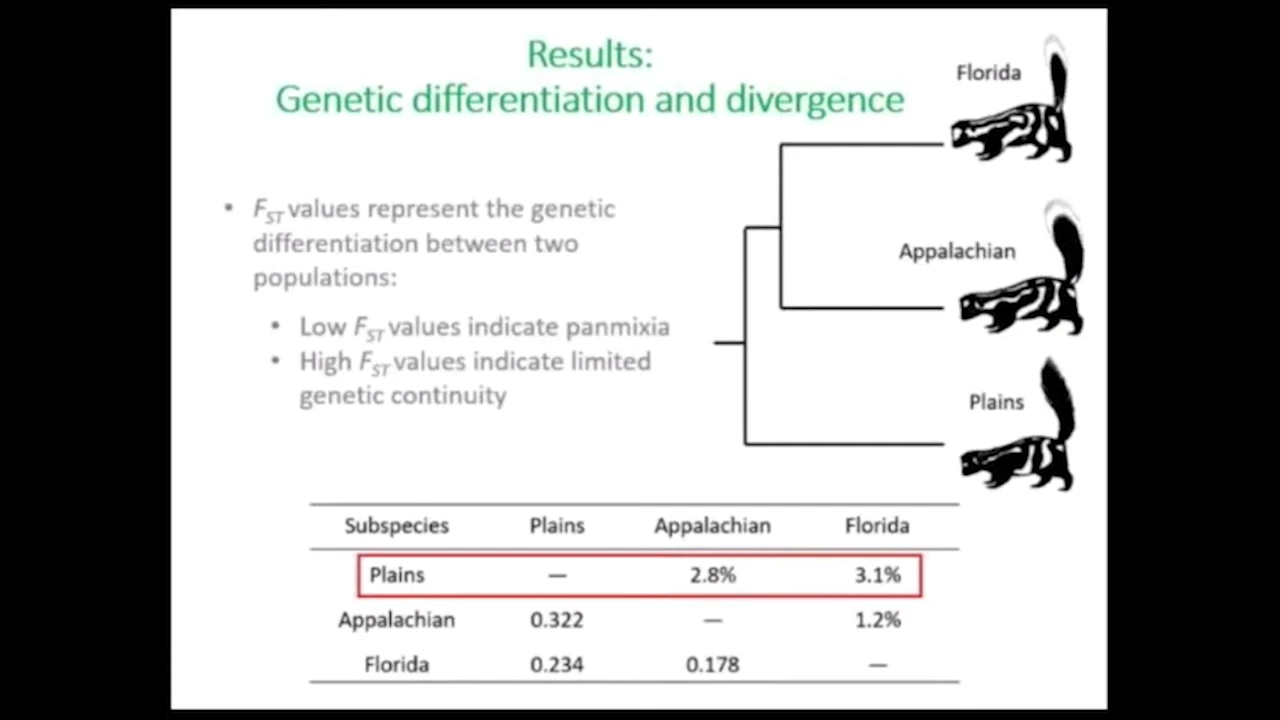 Results:
Genetic differentiation and divergence
• FST values represent the genetic
differentiation between two
populations:
• Low FST values indicate panmixia
• High FST values indicate limited
genetic continuity
Florida
Appalachian
Plains
Subspecies Plains Appalachian Florida
Plains — 2.8% 3.1%
Appalachian 0.322 — 1.2%
Florida 0.234 0.178 —